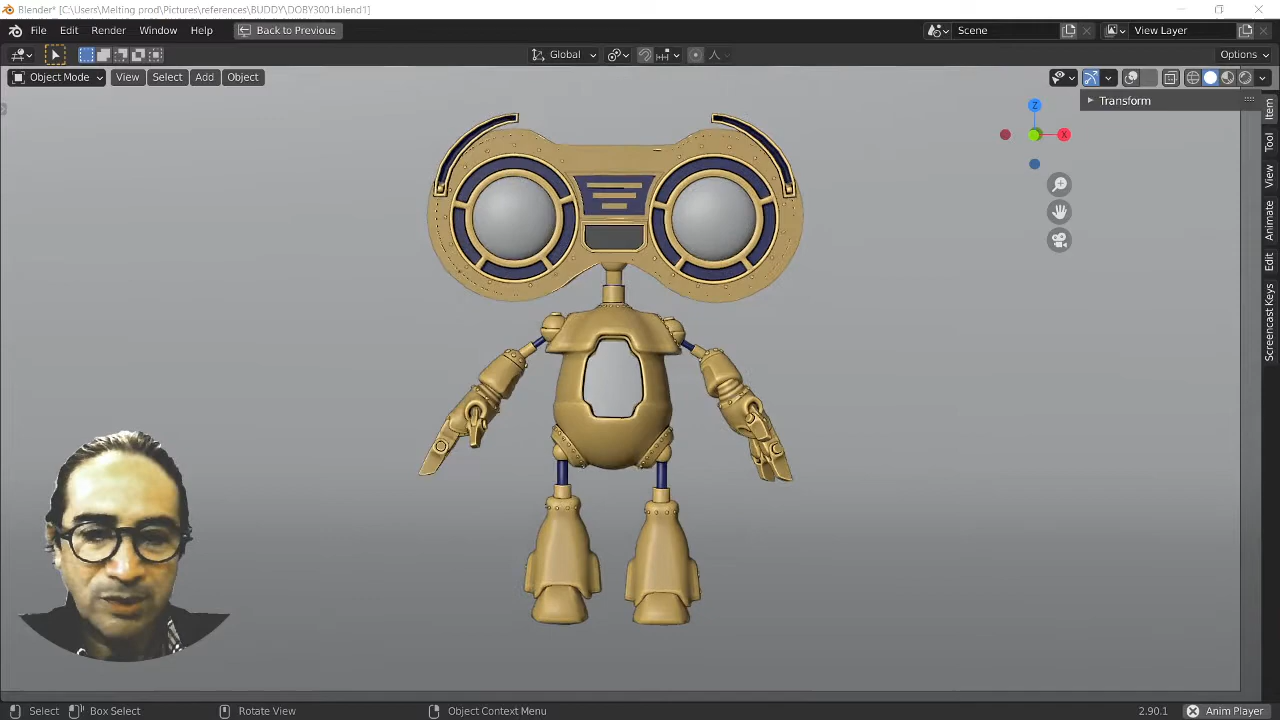 Blender* [C:\Users\Melting prod\Pictures\references\BUDDY\DOBY3001.blend1]
File Edit Render Window Help Back to Previous Scene View Layer
Global Options
Object Mode View Select Add Object
Transform
Z
X
Item
Tool
View
Animate
Edit
Screencast Keys
Select Box Select Rotate View Object Context Menu 2.90.1 Anim Player